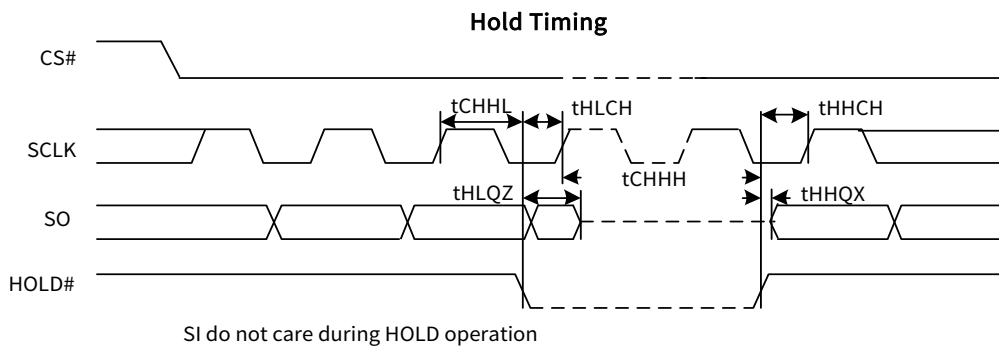 Hold Timing
CS#
tCHHL
tHLCH
tHHCH
SCLK
tCHHH
tHLQZ
tHHQX
SO
HOLD#
SI do not care during HOLD operation